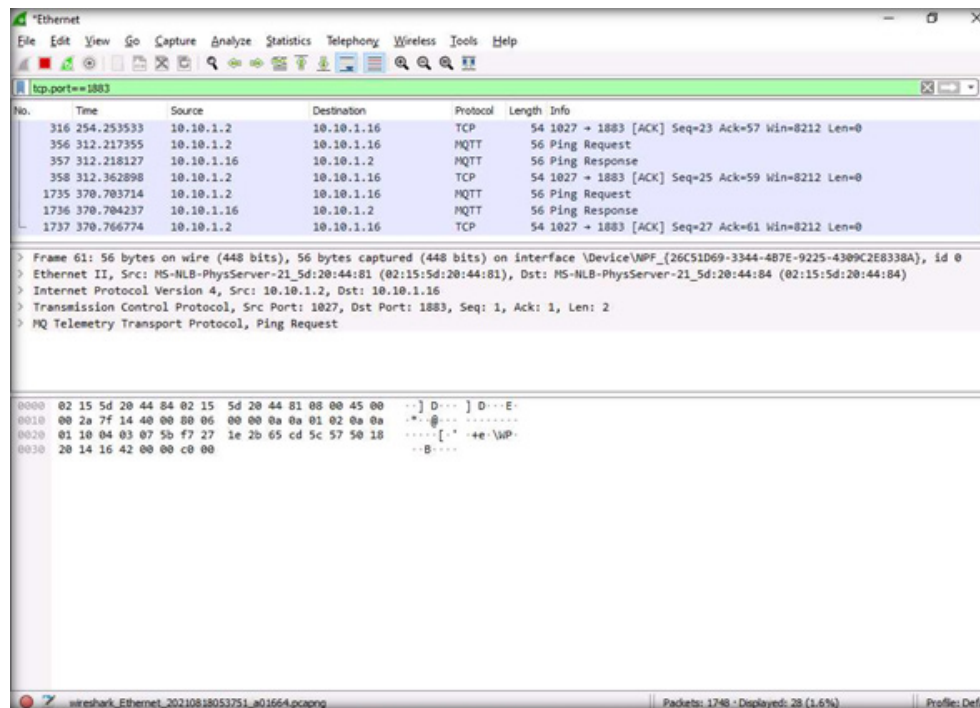 *Ethernet
File Edit View Go Capture Analyze Statistics Telephony Wireless Tools Help
tcp.port==1883
No. Time Source Destination Protocol Length Info
316 254.253533 10.10.1.2 10.10.1.16 TCP 54 1027 → 1883 [ACK] Seq=23 Ack=57 Win=8212 Len=0
356 312.217355 10.10.1.2 10.10.1.16 MQTT 56 Ping Request
357 312.218127 10.10.1.16 10.10.1.2 MQTT 56 Ping Response
358 312.362898 10.10.1.2 10.10.1.16 TCP 54 1027 → 1883 [ACK] Seq=25 Ack=59 Win=8212 Len=0
1735 370.703714 10.10.1.2 10.10.1.16 MQTT 56 Ping Request
1736 370.704237 10.10.1.16 10.10.1.2 MQTT 56 Ping Response
1737 370.766774 10.10.1.2 10.10.1.16 TCP 54 1027 → 1883 [ACK] Seq=27 Ack=61 Win=8212 Len=0
> Frame 61: 56 bytes on wire (448 bits), 56 bytes captured (448 bits) on interface \Device\NPF_{26C51D69-3344-4B7E-9225-4309C2E8338A}, id 0
> Ethernet II, Src: MS-NLB-PhysServer-21_5d:20:44:81 (02:15:5d:20:44:81), Dst: MS-NLB-PhysServer-21_5d:20:44:84 (02:15:5d:20:44:84)
> Internet Protocol Version 4, Src: 10.10.1.2, Dst: 10.10.1.16
> Transmission Control Protocol, Src Port: 1027, Dst Port: 1883, Seq: 1, Ack: 1, Len: 2
> MQ Telemetry Transport Protocol, Ping Request
0000 02 15 5d 20 44 84 02 15 5d 20 44 81 08 00 45 00 ··] D··· ] D···E·
0010 00 2a 7f 14 40 00 80 06 00 00 0a 0a 01 02 0a 0a ·*··@··· ········
0020 01 10 04 03 07 5b f7 27 1e 2b 65 cd 5c 57 50 18 ·····[·' ·+e·\WP·
0030 20 14 16 42 00 00 c0 00 ··B····
wireshark_Ethernet_20210818053751_a01664.pcapng Packets: 1748 · Displayed: 28 (1.6%) Profile: Def